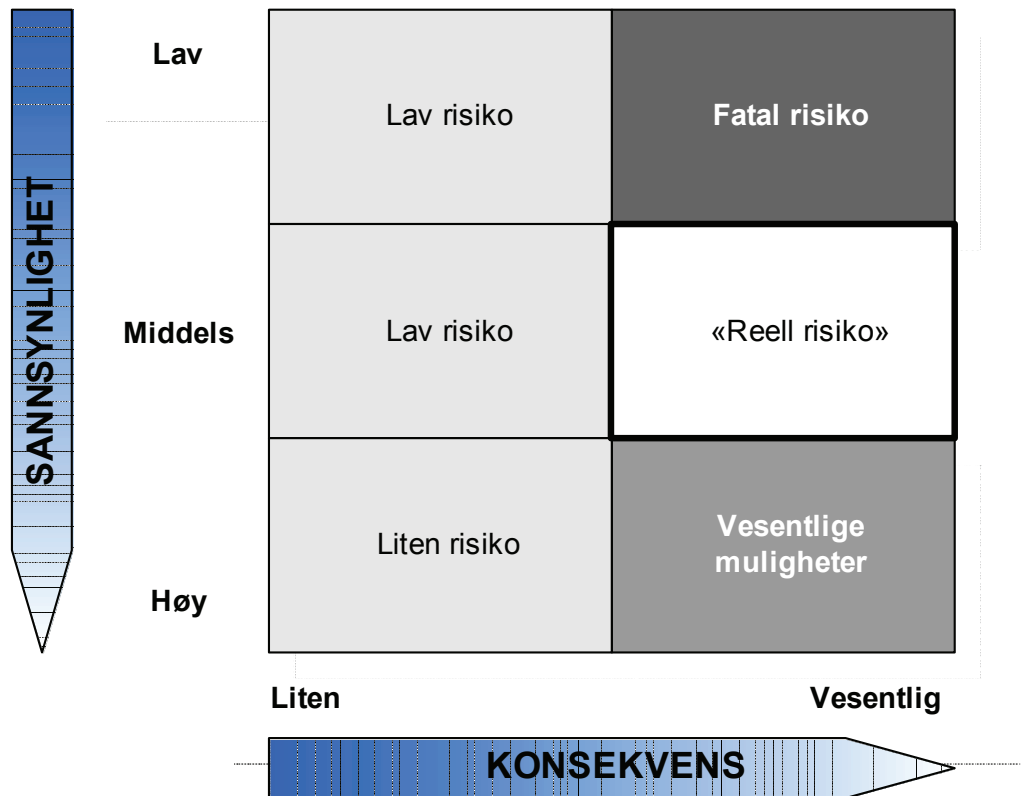 Lav
Lav risiko
Fatal risiko
SANNSYNLIGHET
Middels
Lav risiko
«Reell risiko»
Høy
Liten risiko
Vesentlige
muligheter
Liten
Vesentlig
KONSEKVENS